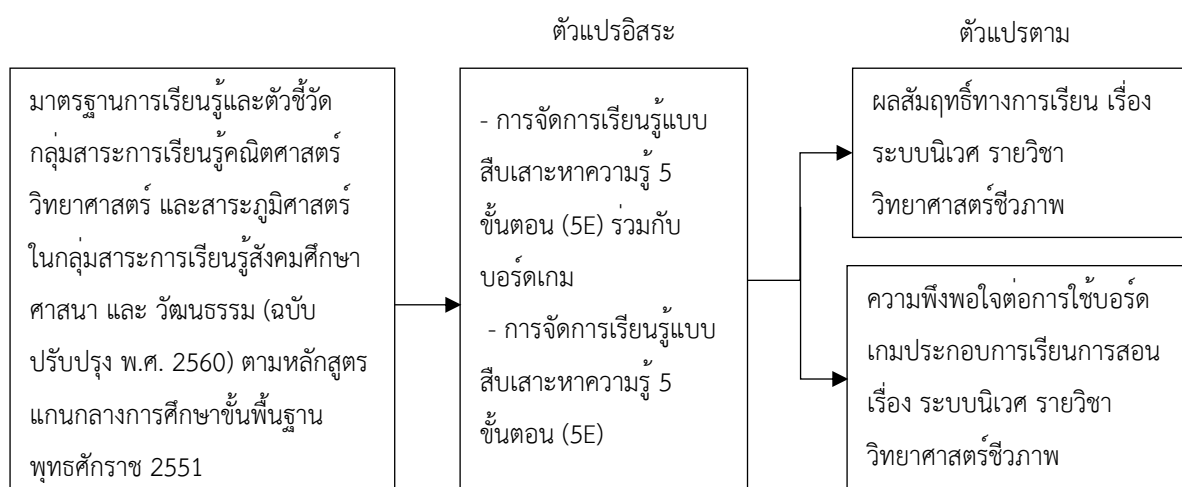 ตัวแปรอิสระ
ตัวแปรตาม
มาตรฐานการเรียนรู้และตัวชี้วัด
กลุ่มสาระการเรียนรู้คณิตศาสตร์
วิทยาศาสตร์ และสาระภูมิศาสตร์
ในกลุ่มสาระการเรียนรู้สังคมศึกษา
ศาสนา และ วัฒนธรรม (ฉบับ
ปรับปรุง พ.ศ. 2560) ตามหลักสูตร
แกนกลางการศึกษาขั้นพื้นฐาน
พุทธศักราช 2551
- การจัดการเรียนรู้แบบ
สืบเสาะหาความรู้ 5
ขั้นตอน (5E) ร่วมกับ
บอร์ดเกม
- การจัดการเรียนรู้แบบ
สืบเสาะหาความรู้ 5
ขั้นตอน (5E)
ผลสัมฤทธิ์ทางการเรียน เรื่อง
ระบบนิเวศ รายวิชา
วิทยาศาสตร์ชีวภาพ
ความพึงพอใจต่อการใช้บอร์ด
เกมประกอบการเรียนการสอน
เรื่อง ระบบนิเวศ รายวิชา
วิทยาศาสตร์ชีวภาพ